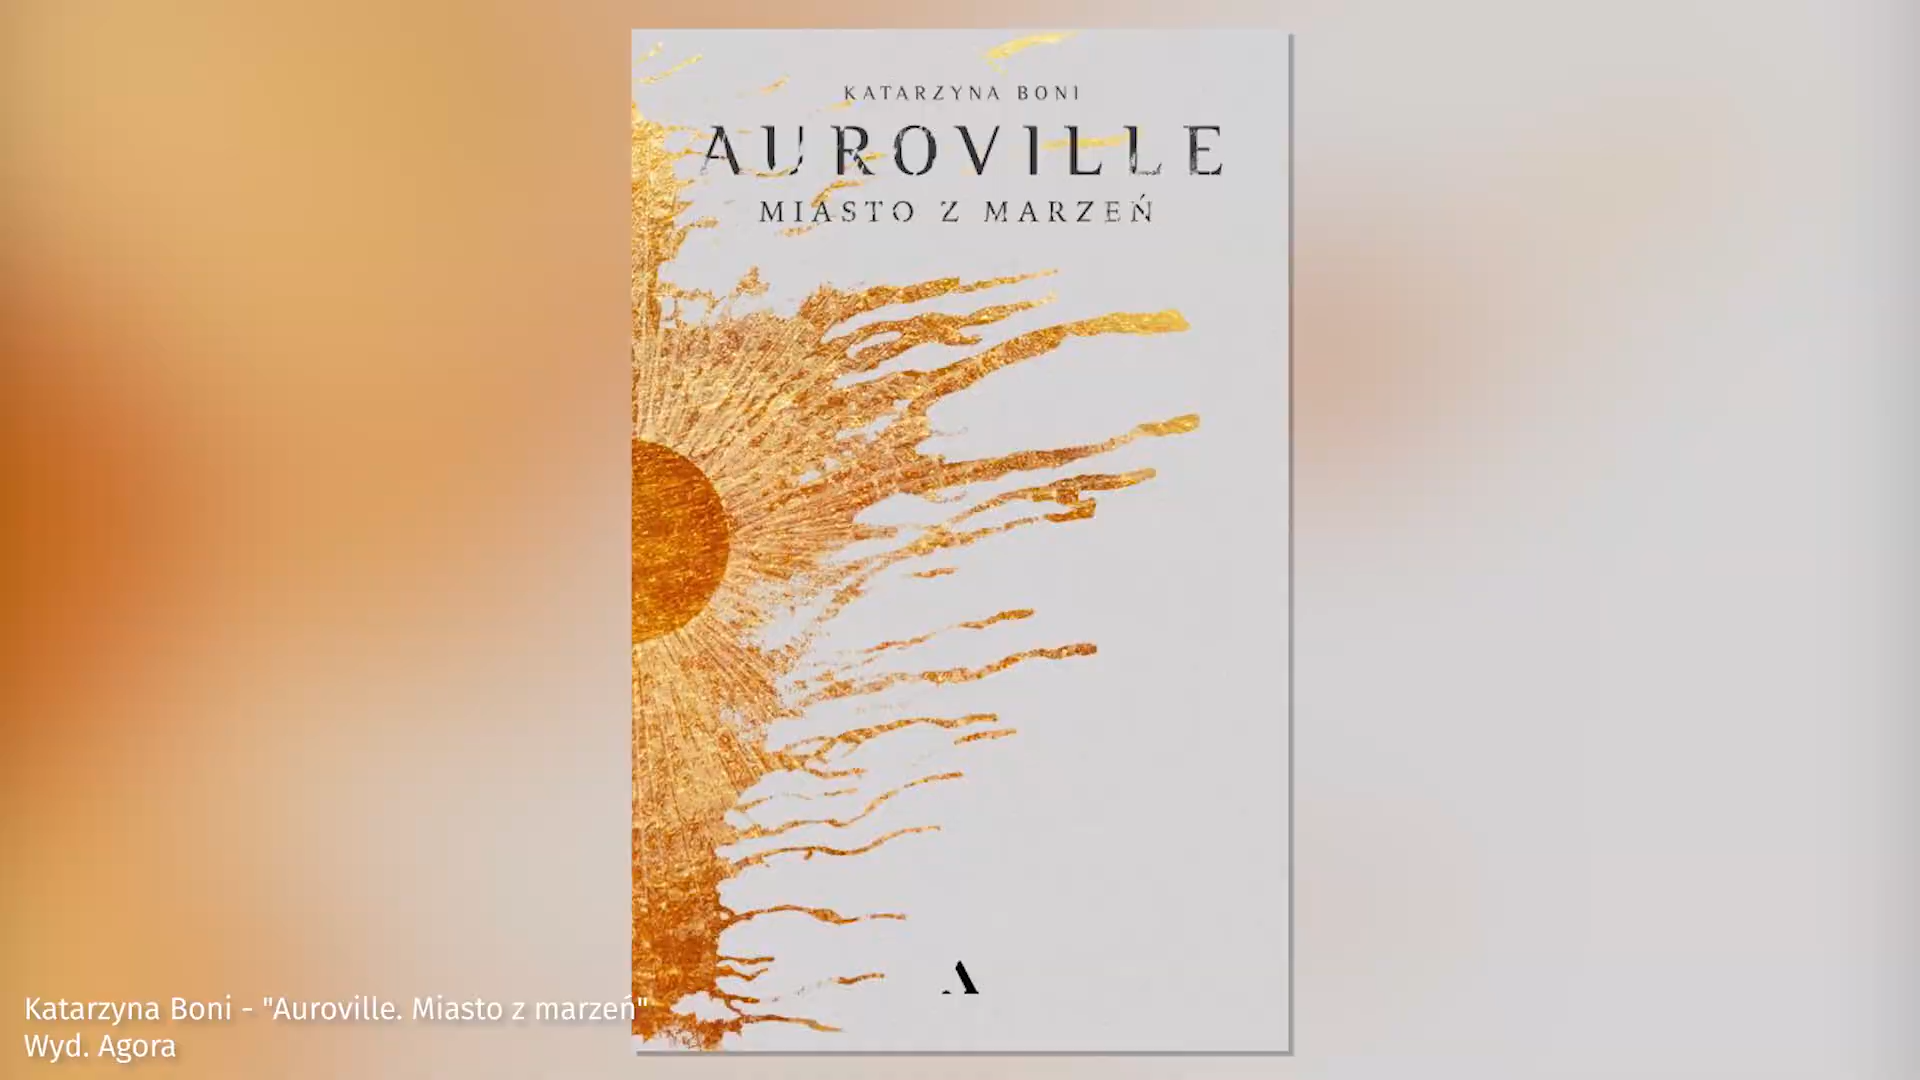 KATARZYNA BONI
AUROVILLE
MIASTO Z MARZEŃ
Katarzyna Boni - "Auroville. Miasto z marzeń"
Wyd. Agora